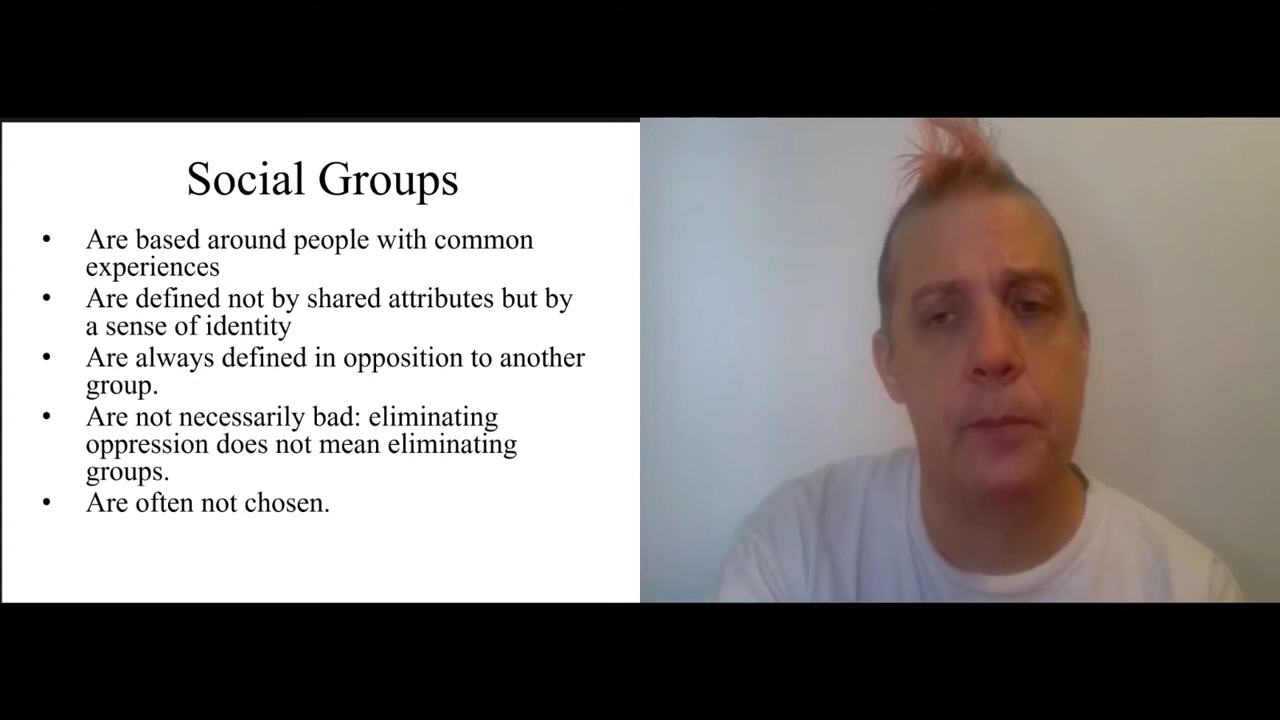 Social Groups
• Are based around people with common
experiences
• Are defined not by shared attributes but by
a sense of identity
• Are always defined in opposition to another
group.
• Are not necessarily bad: eliminating
oppression does not mean eliminating
groups.
• Are often not chosen.